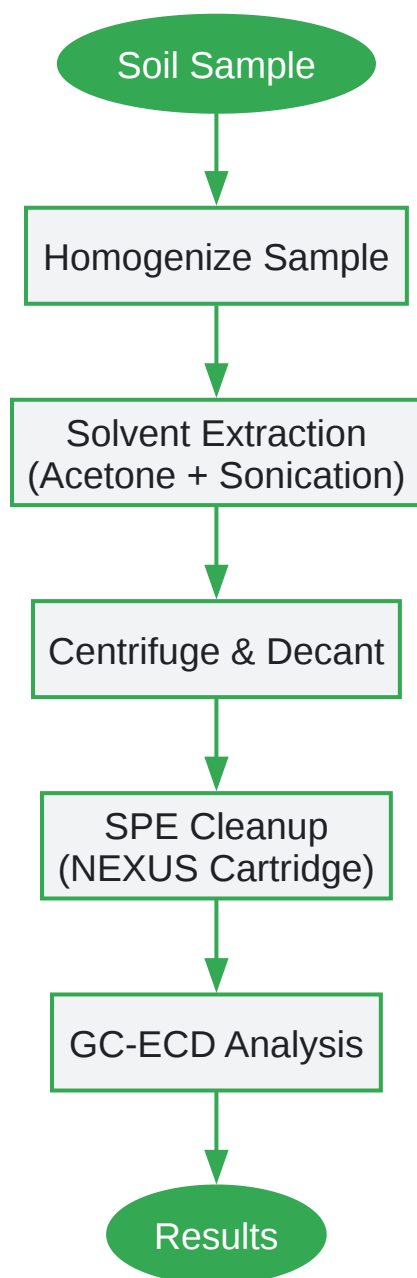 Soil Sample
Homogenize Sample
Solvent Extraction
(Acetone + Sonication)
Centrifuge & Decant
SPE Cleanup
(NEXUS Cartridge)
GC-ECD Analysis
Results